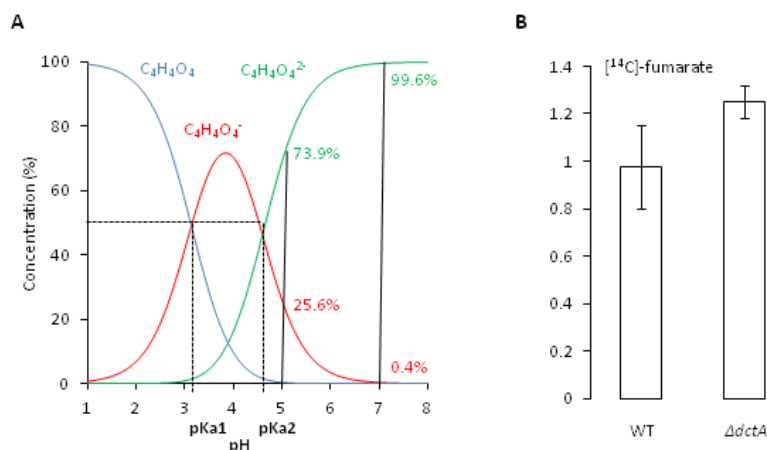 A
C₄H₄O₄
C₄H₄O₄²⁻
C₄H₄O₄⁻
99.6%
73.9%
25.6%
0.4%
Concentration (%)
100
80
60
40
20
0
1 2 3 4 5 6 7 8
pKa1 pKa2
pH
B
[¹⁴C]-fumarate
1.4
1.2
1
0.8
0.6
0.4
0.2
0
WT ΔdctA